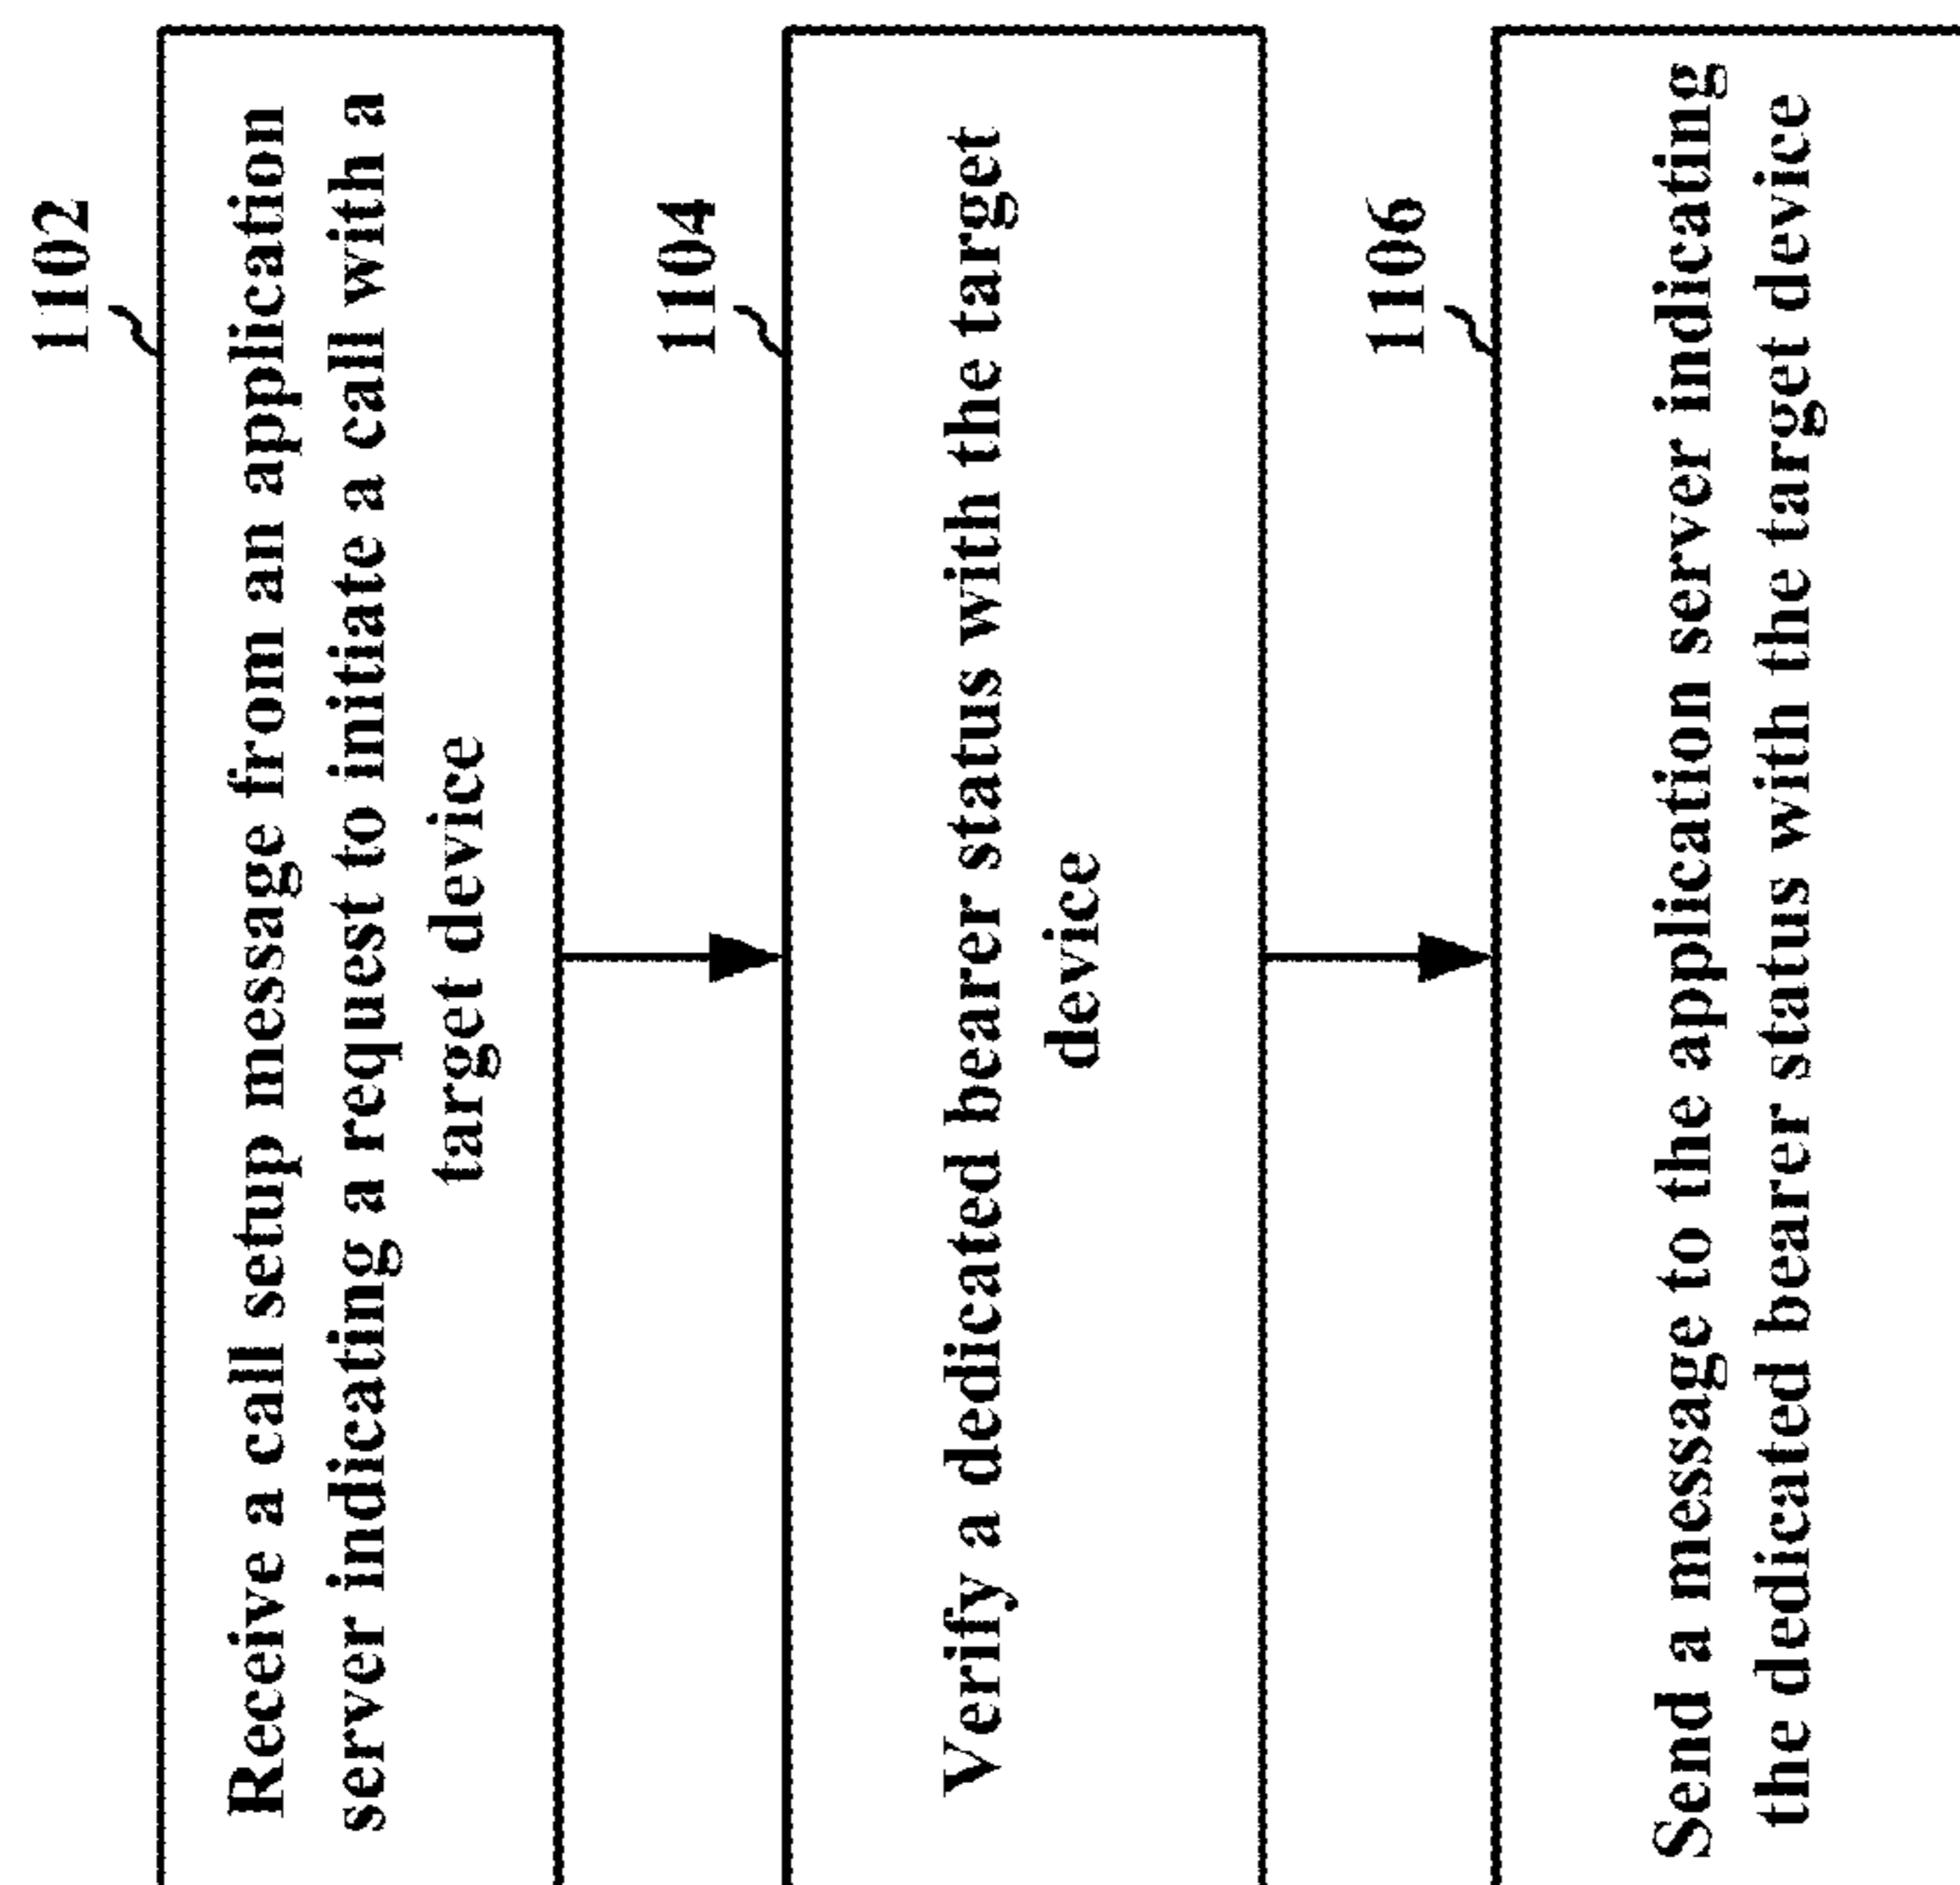 1102
Receive a call setup message from an application
server indicating a request to initiate a call with a
target device
1104
Verify a dedicated bearer status with the target
device
1106
Send a message to the application server indicating
the dedicated bearer status with the target device